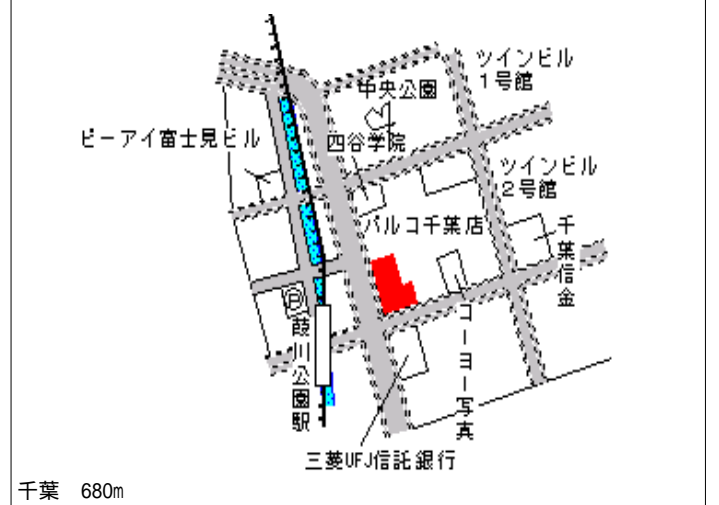 ツインビル
1号館
中央公園
ピーアイ富士見ビル
四谷学院
ツインビル
2号館
パルコ千葉店
千葉信金
P
葭川公園駅
コーヨー写真
三菱UFJ信託銀行
千葉 680m